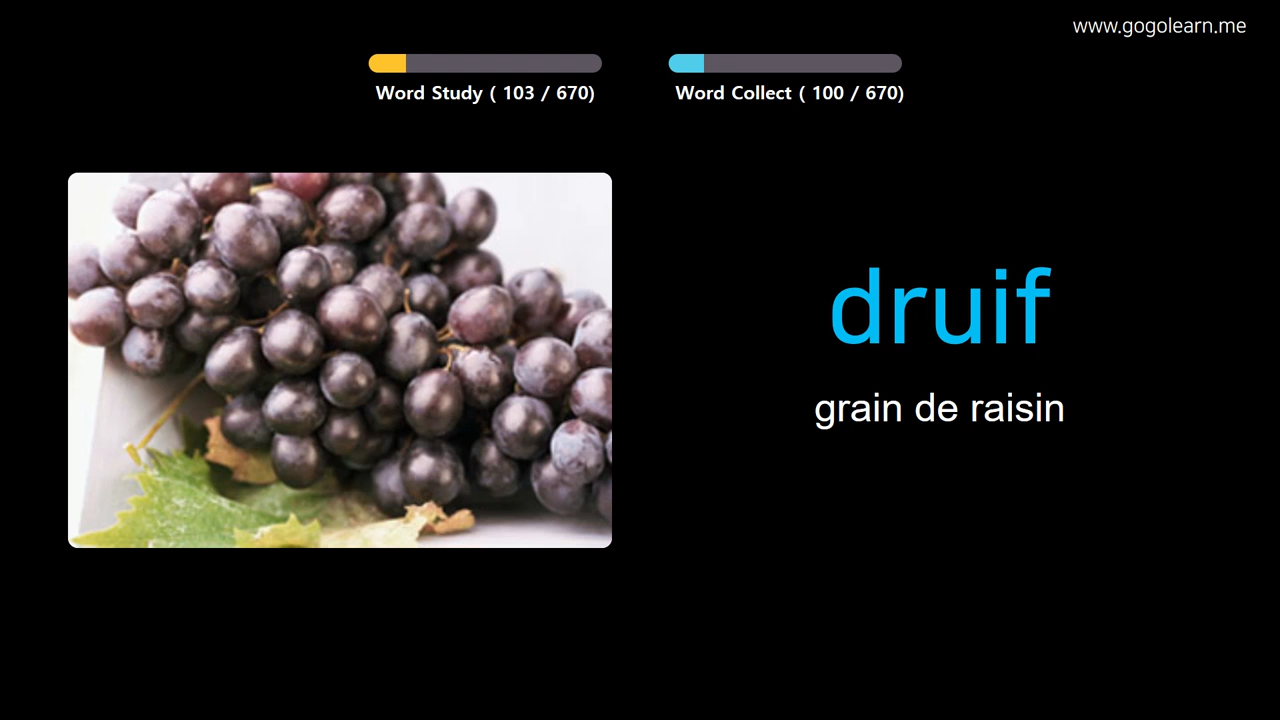 www.gogolearn.me
Word Study ( 103 / 670)
Word Collect ( 100 / 670)
druif
grain de raisin